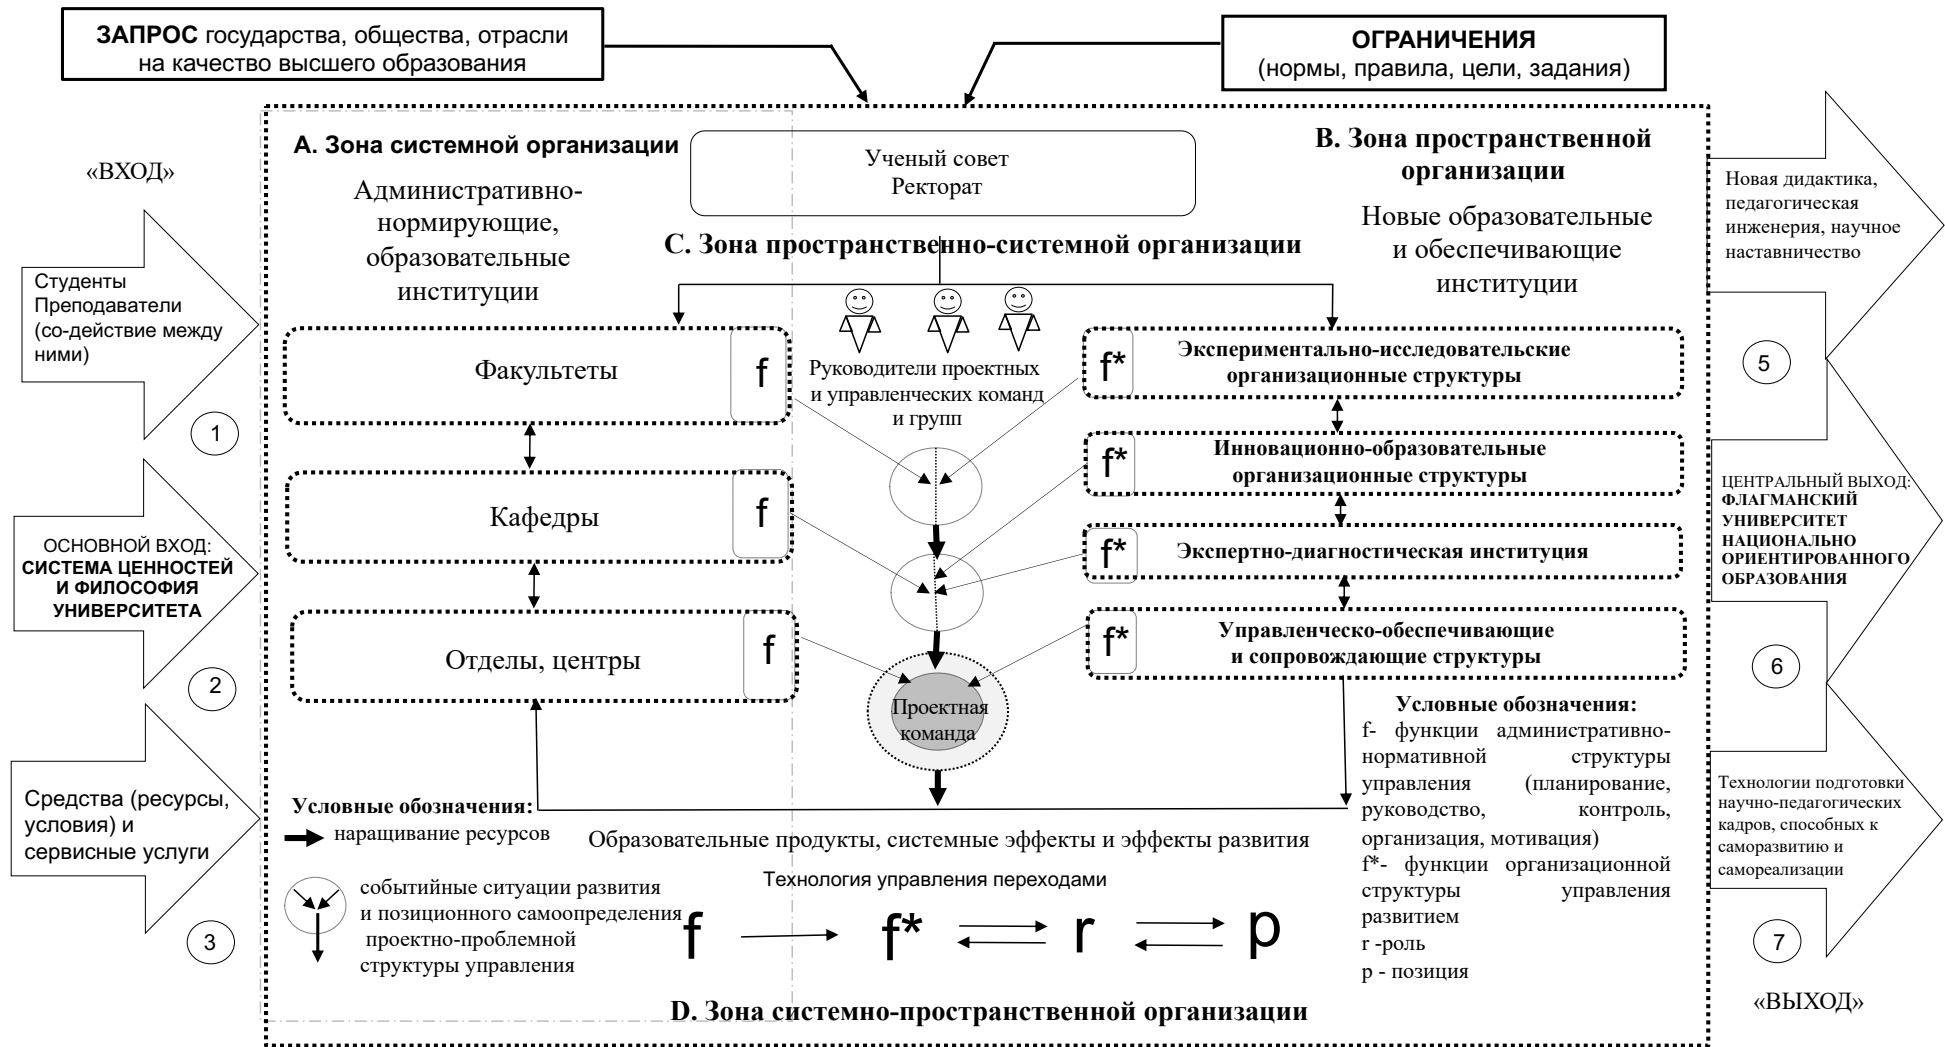 ЗАПРОС государства, общества, отрасли
на качество высшего образования
ОГРАНИЧЕНИЯ
(нормы, правила, цели, задания)
«ВХОД»
Студенты
Преподаватели
(со-действие между
ними)
1
ОСНОВНОЙ ВХОД:
СИСТЕМА ЦЕННОСТЕЙ
И ФИЛОСОФИЯ
УНИВЕРСИТЕТА
2
Средства (ресурсы,
условия) и
сервисные услуги
3
А. Зона системной организации
Административно-
нормирующие,
образовательные
институции
Ученый совет
Ректорат
В. Зона пространственной
организации
Новые образовательные
и обеспечивающие
институции
С. Зона пространственно-системной организации
Факультеты
f
Кафедры
f
Отделы, центры
f
Руководители проектных
и управленческих команд
и групп
Проектная
команда
f*
Экспериментально-исследовательские
организационные структуры
f*
Инновационно-образовательные
организационные структуры
f*
Экспертно-диагностическая институция
f*
Управленческо-обеспечивающие
и сопровождающие структуры
Условные обозначения:
наращивание ресурсов
событийные ситуации развития
и позиционного самоопределения
проектно-проблемной
структуры управления
Образовательные продукты, системные эффекты и эффекты развития
Технология управления переходами
f f* r p
Условные обозначения:
f- функции административно-
нормативной структуры
управления (планирование,
руководство, контроль,
организация, мотивация)
f*- функции организационной
структуры управления
развитием
r -роль
p - позиция
D. Зона системно-пространственной организации
Новая дидактика,
педагогическая
инженерия, научное
наставничество
5
ЦЕНТРАЛЬНЫЙ ВЫХОД:
ФЛАГМАНСКИЙ
УНИВЕРСИТЕТ
НАЦИОНАЛЬНО
ОРИЕНТИРОВАННОГО
ОБРАЗОВАНИЯ
6
Технологии подготовки
научно-педагогических
кадров, способных к
саморазвитию и
самореализации
7
«ВЫХОД»